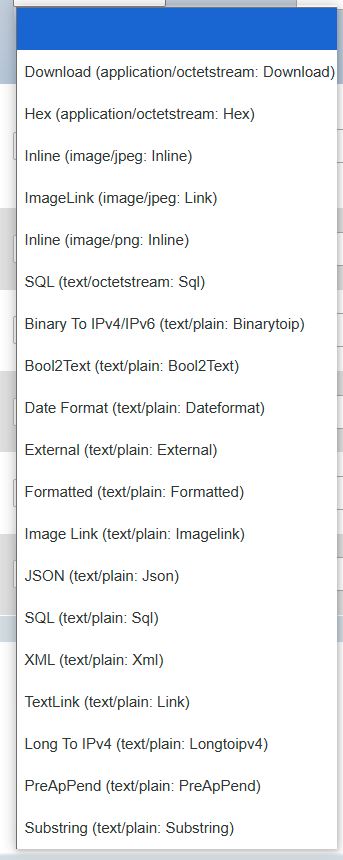 Download (application/octetstream: Download)
Hex (application/octetstream: Hex)
Inline (image/jpeg: Inline)
ImageLink (image/jpeg: Link)
Inline (image/png: Inline)
SQL (text/octetstream: Sql)
Binary To IPv4/IPv6 (text/plain: Binarytoip)
Bool2Text (text/plain: Bool2Text)
Date Format (text/plain: Dateformat)
External (text/plain: External)
Formatted (text/plain: Formatted)
Image Link (text/plain: Imagelink)
JSON (text/plain: Json)
SQL (text/plain: Sql)
XML (text/plain: Xml)
TextLink (text/plain: Link)
Long To IPv4 (text/plain: Longtoipv4)
PreApPend (text/plain: PreApPend)
Substring (text/plain: Substring)